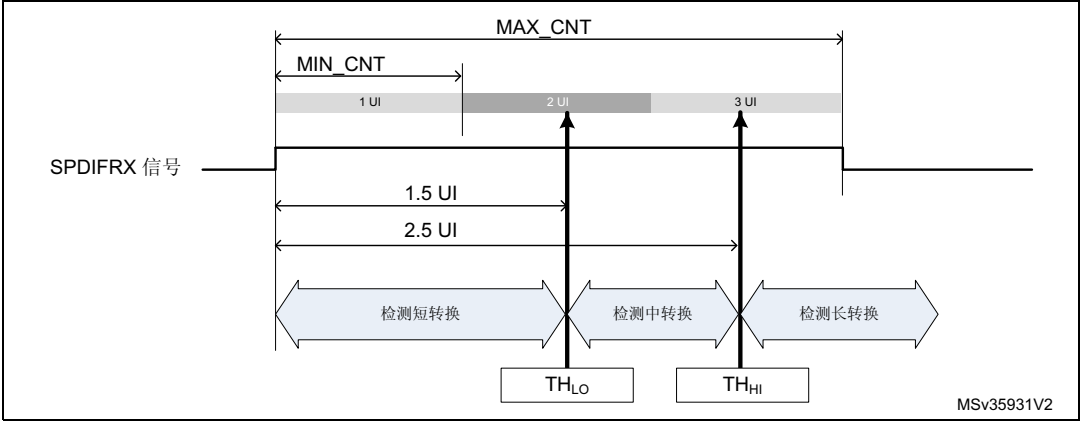 MAX_CNT
MIN_CNT
1 UI 2 UI 3 UI
SPDIFRX 信号
1.5 UI
2.5 UI
检测短转换 检测中转换 检测长转换
TH_LO TH_HI
MSv35931V2